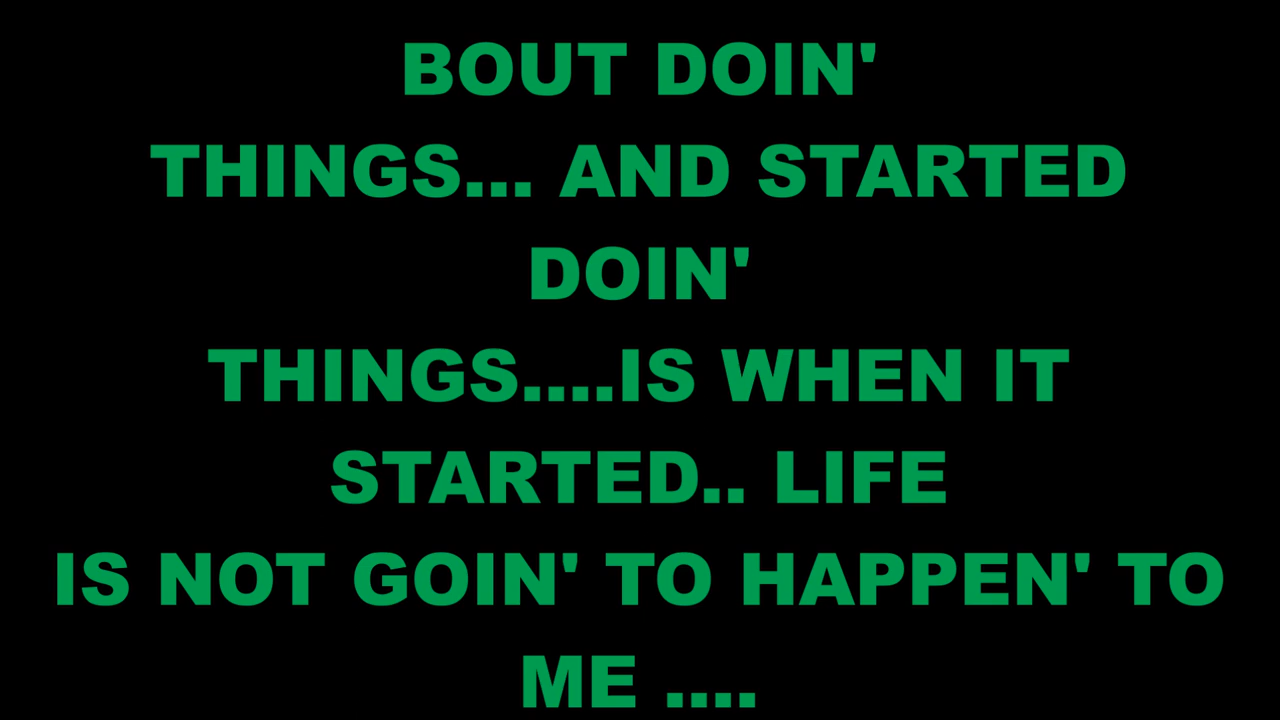 BOUT DOIN'
THINGS... AND STARTED
DOIN'
THINGS....IS WHEN IT
STARTED.. LIFE
IS NOT GOIN' TO HAPPEN' TO
ME ....